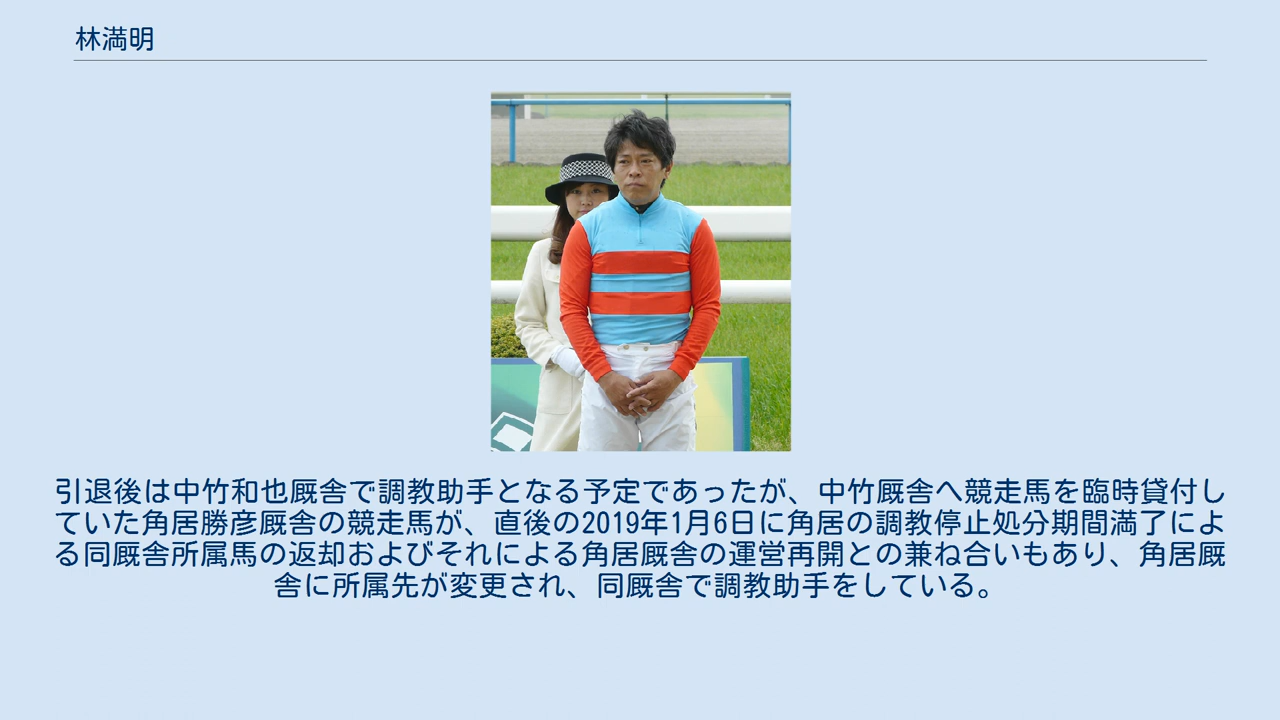 林満明
引退後は中竹和也厩舎で調教助手となる予定であったが、中竹厩舎へ競走馬を臨時貸付し
ていた角居勝彦厩舎の競走馬が、直後の2019年1月6日に角居の調教停止処分期間満了によ
る同厩舎所属馬の返却およびそれによる角居厩舎の運営再開との兼ね合いもあり、角居厩
舎に所属先が変更され、同厩舎で調教助手をしている。